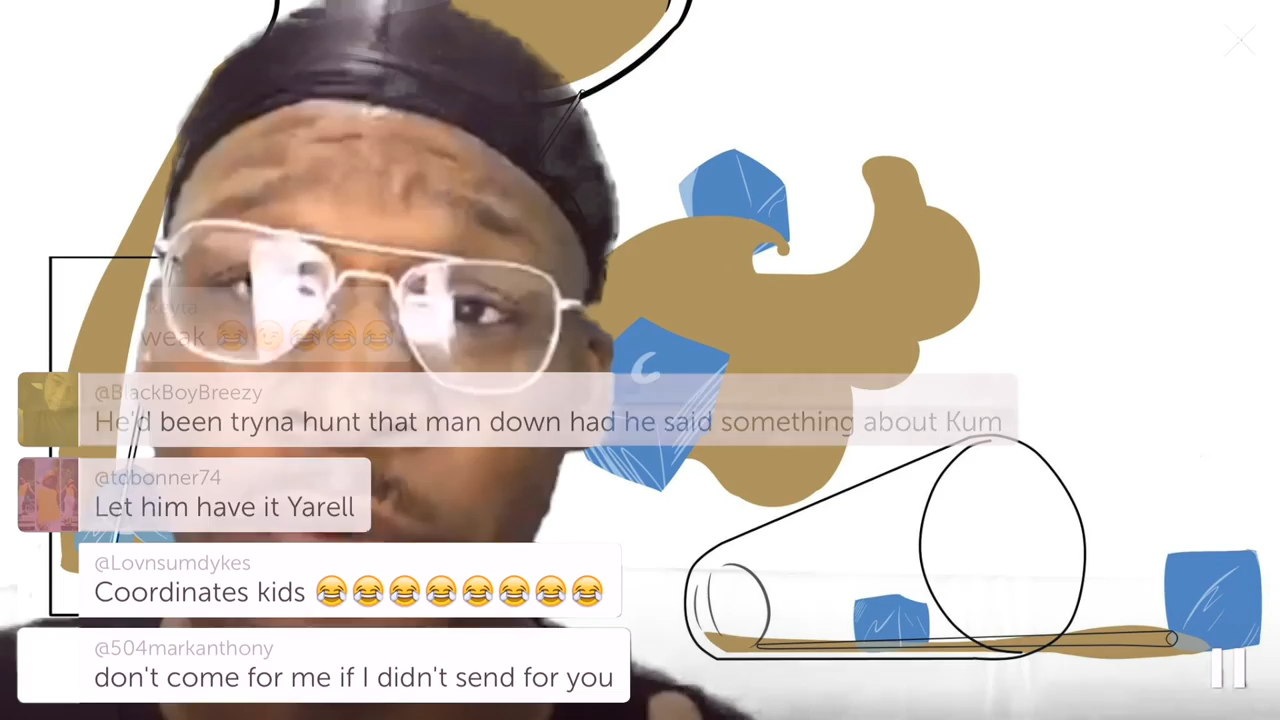 weak 😂😉😂😂😂
@BlackBoyBreezy
He'd been tryna hunt that man down had he said something about Kum
@tdbonner74
Let him have it Yarell
@Lovnsumdykes
Coordinates kids 😂😂😂😂😂😂😂😂
@504markanthony
don't come for me if I didn't send for you